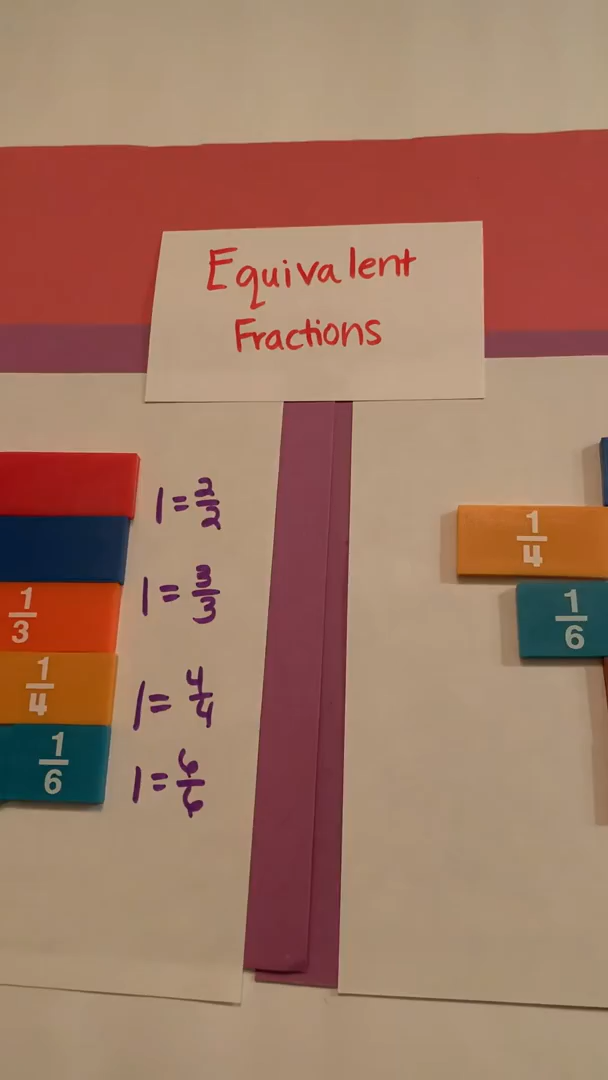 Equivalent
Fractions
1 = 2/2
1 = 3/3
1/3
1 = 4/4
1/4
1 = 6/6
1/6
1/4
1/6